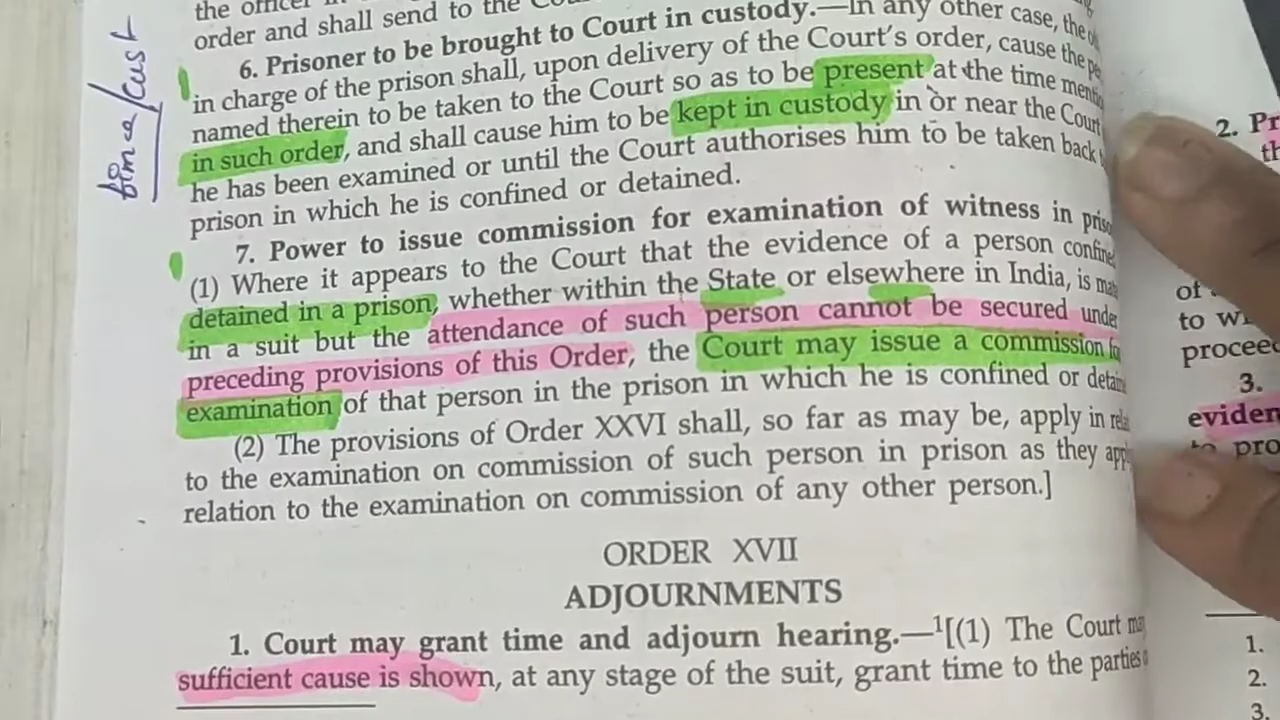 the officer in
order and shall send to the
6. Prisoner to be brought to Court in custody.—In any other case, the
in charge of the prison shall, upon delivery of the Court's order, cause the
named therein to be taken to the Court so as to be present at the time
in such order, and shall cause him to be kept in custody in or near the Court
he has been examined or until the Court authorises him to be taken back
prison in which he is confined or detained.
7. Power to issue commission for examination of witness in
(1) Where it appears to the Court that the evidence of a person
detained in a prison, whether within the State or elsewhere in India, is
in a suit but the attendance of such person cannot be secured under
preceding provisions of this Order, the Court may issue a commission
examination of that person in the prison in which he is confined or
(2) The provisions of Order XXVI shall, so far as may be, apply in
to the examination on commission of such person in prison as they
relation to the examination on commission of any other person.]
ORDER XVII
ADJOURNMENTS
1. Court may grant time and adjourn hearing.—1[(1) The Court
sufficient cause is shown, at any stage of the suit, grant time to the parties
2.
of
to
3.
1.
2.
3.